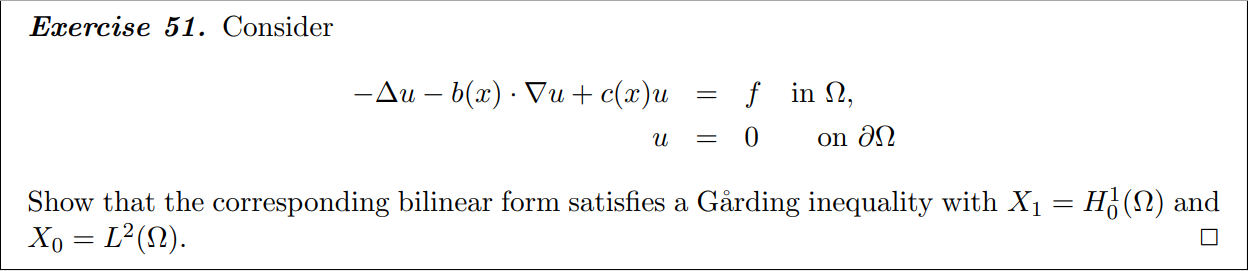 Exercise 51. Consider
−Δu − b(x) · ∇u + c(x)u = f in Ω,
u = 0 on ∂Ω
Show that the corresponding bilinear form satisfies a Gårding inequality with X₁ = H₀¹(Ω) and
X₀ = L²(Ω). □